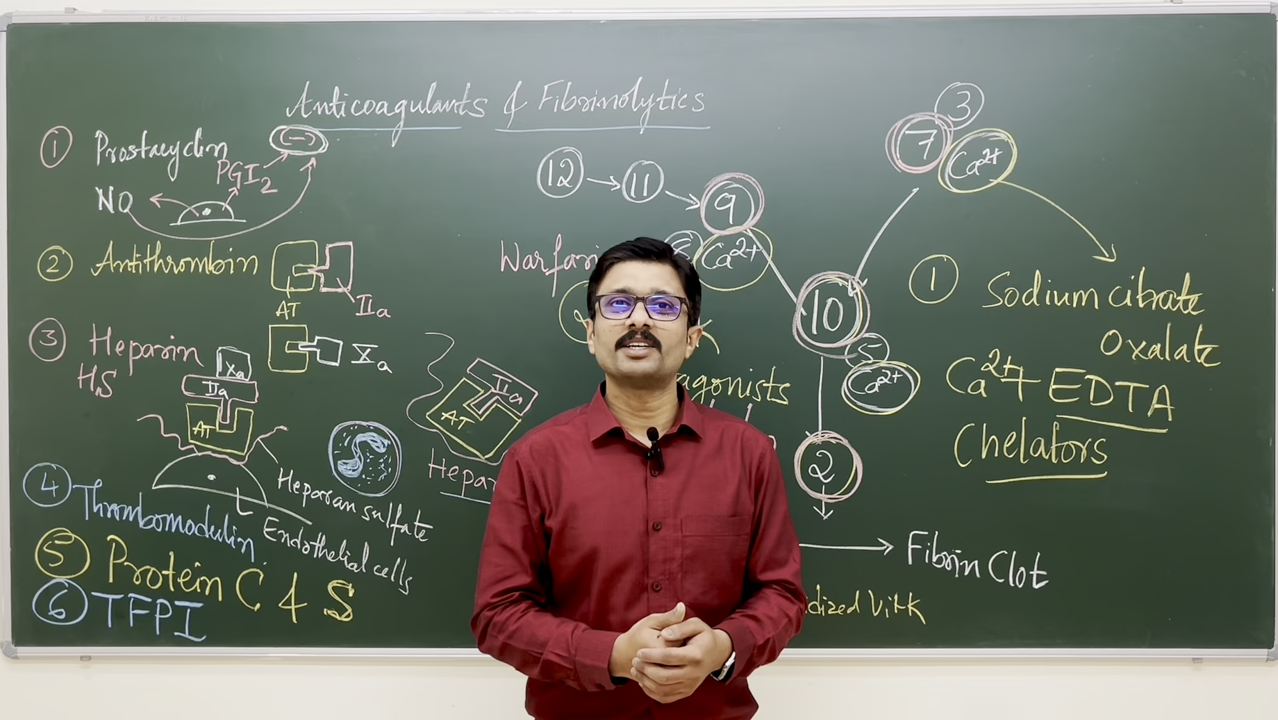 Anticoagulants & Fibrinolytics
① Prostacyclin (-)
PGI2
NO
② Antithrombin
AT IIa
Xa
③ Heparin
HS
Xa
IIa
AT
Heparan sulfate
Endothelial cells
④ Thrombomodulin
⑤ Protein C & S
⑥ TFPI
IIa
AT
12 → 11 → 9
Ca2+
10
5
Ca2+
2
Fibrin Clot
7 3
Ca2+
① Sodium citrate
Oxalate
Ca2+ EDTA
Chelators